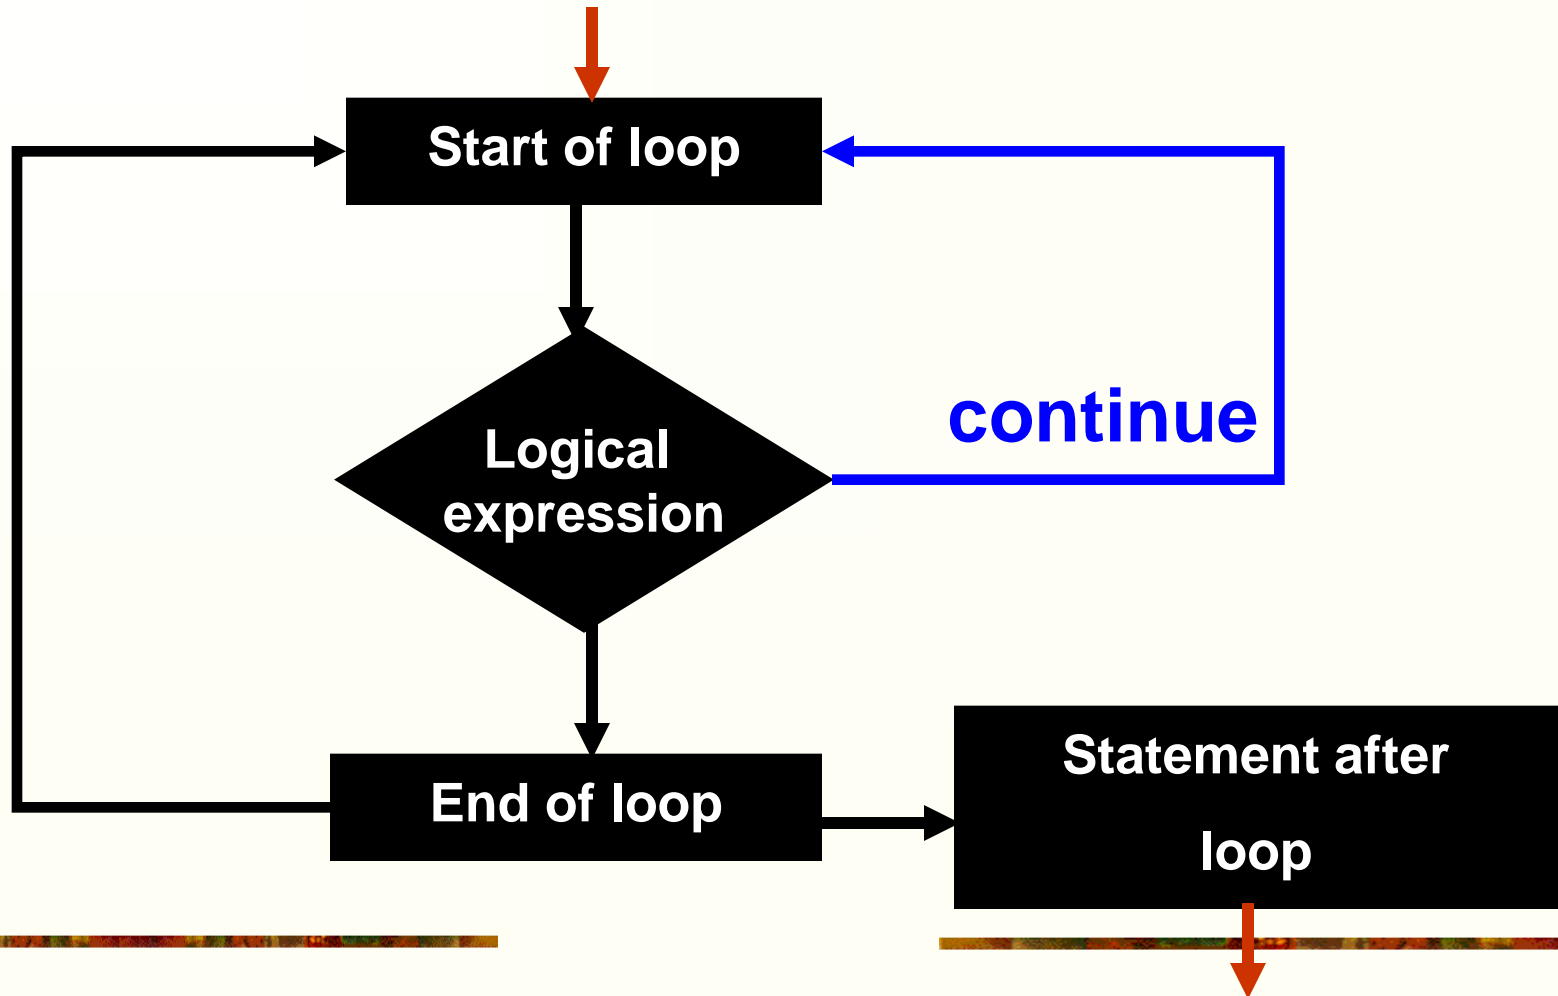 Start of loop
continue
Logical
expression
Statement after
End of loop
loop